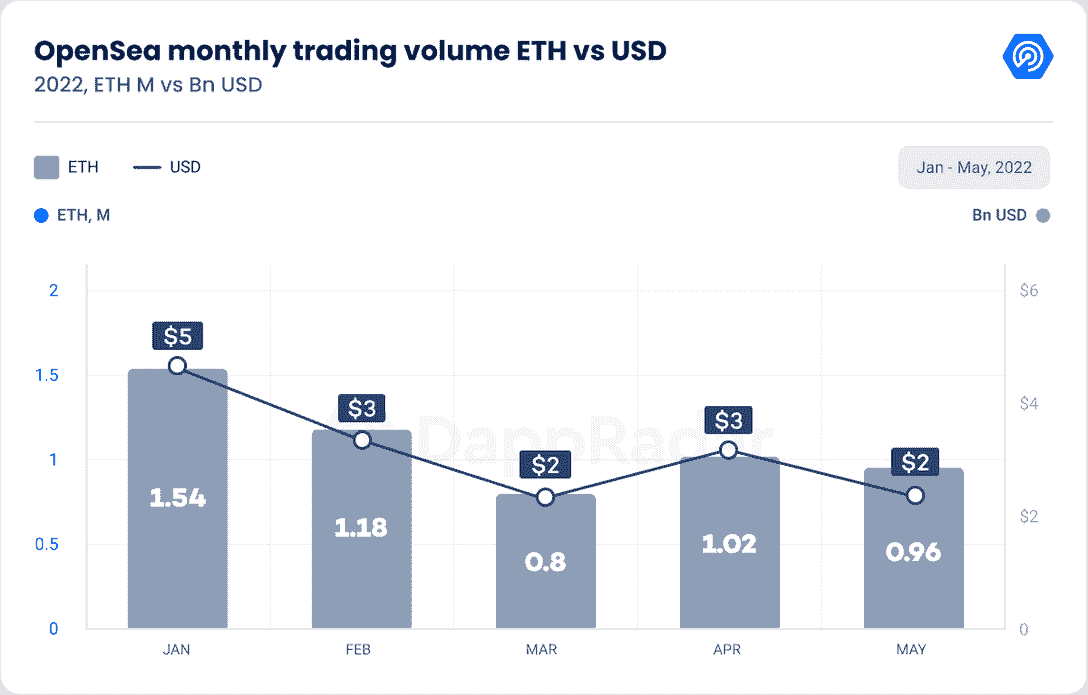 OpenSea monthly trading volume ETH vs USD
2022, ETH M vs Bn USD
ETH USD
Jan - May, 2022
ETH, M
Bn USD
2
$6
$5
1.5
$4
$3
$3
DappRadar
1
$2
$2
1.54
1.18
$2
0.5
1.02
0.96
0.8
0
0
JAN FEB MAR APR MAY